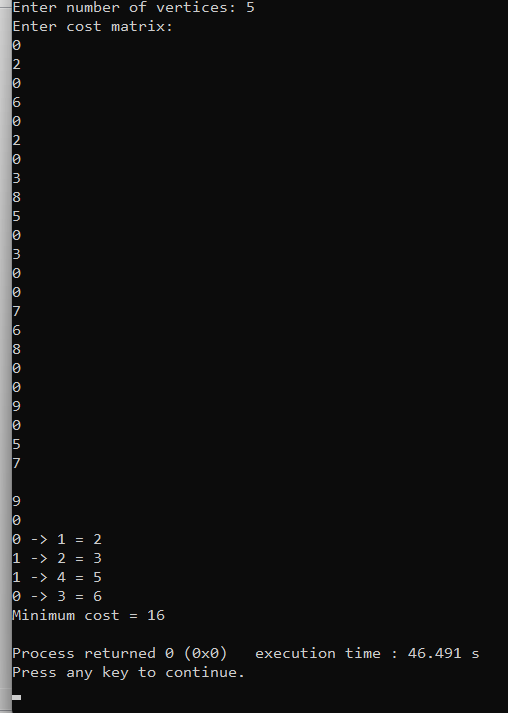 Enter number of vertices: 5
Enter cost matrix:
0
2
0
6
0
2
0
3
8
5
0
3
0
0
7
6
8
0
0
9
0
5
7
9
0
0 -> 1 = 2
1 -> 2 = 3
1 -> 4 = 5
0 -> 3 = 6
Minimum cost = 16
Process returned 0 (0x0)   execution time : 46.491 s
Press any key to continue.